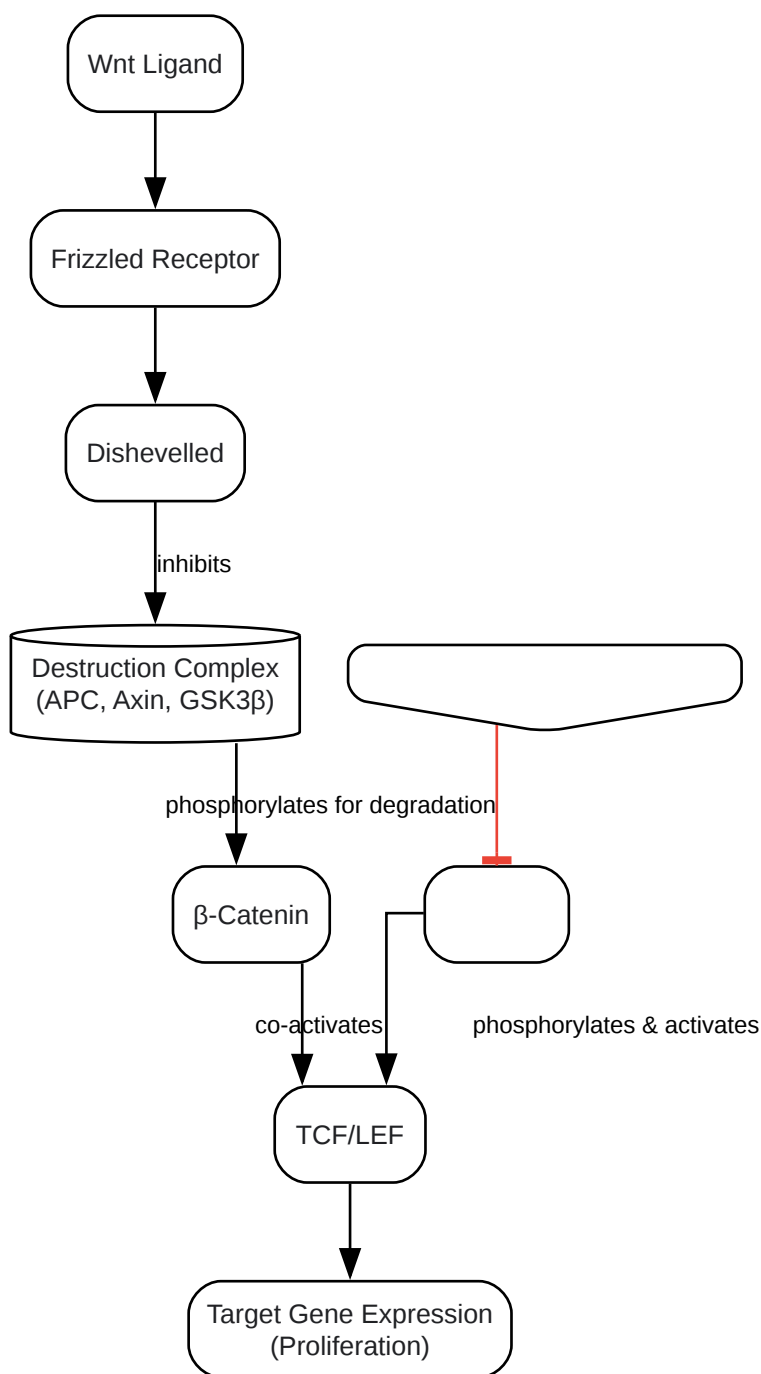 Wnt Ligand
Frizzled Receptor
Dishevelled
inhibits
Destruction Complex
(APC, Axin, GSK3β)
phosphorylates for degradation
β-Catenin
co-activates
phosphorylates & activates
TCF/LEF
Target Gene Expression
(Proliferation)